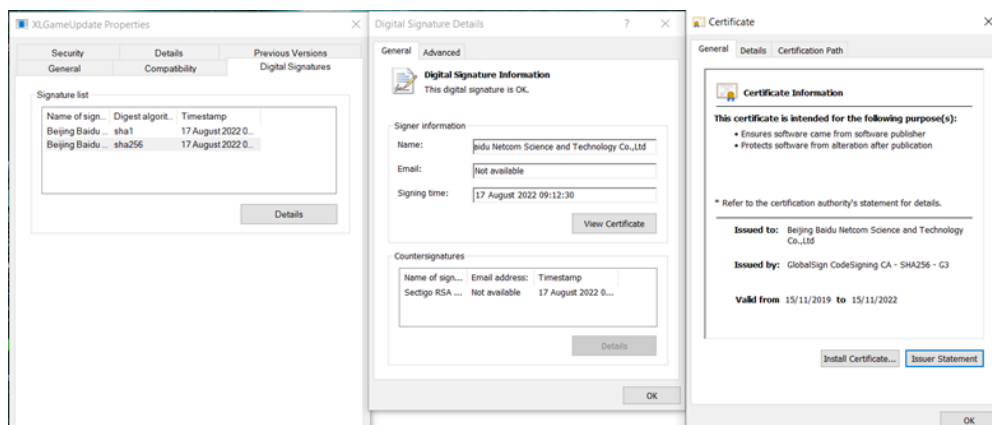 XLGameUpdate Properties
Security
Details
Previous Versions
General
Compatibility
Digital Signatures
Signature list
Name of sign...
Digest algorit...
Timestamp
Beijing Baidu ...
sha1
17 August 2022 0...
Beijing Baidu ...
sha256
17 August 2022 0...
Details
Digital Signature Details
?
General
Advanced
Digital Signature Information
This digital signature is OK.
Signer information
Name:
aidu Netcom Science and Technology Co.,Ltd
Email:
Not available
Signing time:
17 August 2022 09:12:30
View Certificate
Countersignatures
Name of sign...
Email address:
Timestamp
Sectigo RSA ...
Not available
17 August 2022 0...
Details
OK
Certificate
General
Details
Certification Path
Certificate Information
This certificate is intended for the following purpose(s):
• Ensures software came from software publisher
• Protects software from alteration after publication
* Refer to the certification authority's statement for details.
Issued to: Beijing Baidu Netcom Science and Technology
Co.,Ltd
Issued by: GlobalSign CodeSigning CA - SHA256 - G3
Valid from 15/11/2019 to 15/11/2022
Install Certificate...
Issuer Statement
OK